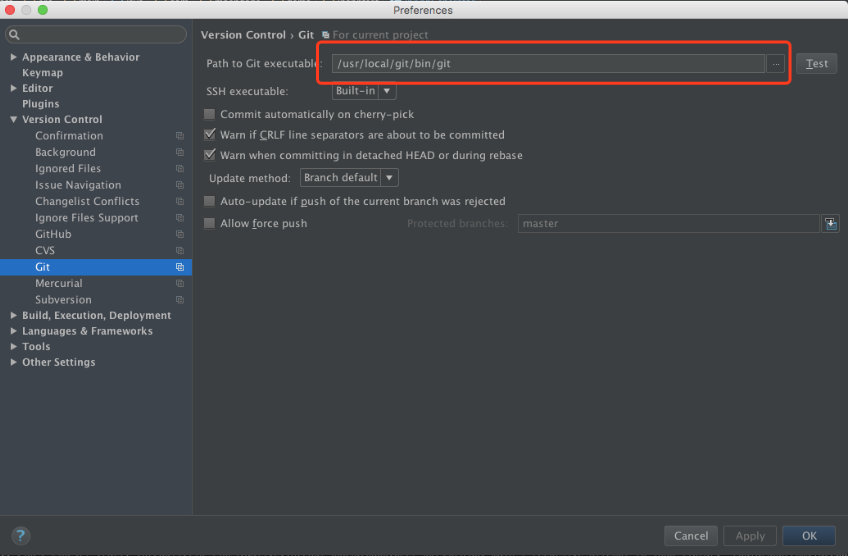 Preferences
Version Control › Git For current project
Appearance & Behavior
Keymap
Editor
Plugins
Version Control
Confirmation
Background
Ignored Files
Issue Navigation
Changelist Conflicts
Ignore Files Support
GitHub
CVS
Git
Mercurial
Subversion
Build, Execution, Deployment
Languages & Frameworks
Tools
Other Settings
Path to Git executable: /usr/local/git/bin/git ... Test
SSH executable: Built-in
Commit automatically on cherry-pick
Warn if CRLF line separators are about to be committed
Warn when committing in detached HEAD or during rebase
Update method: Branch default
Auto-update if push of the current branch was rejected
Allow force push Protected branches: master
? Cancel Apply OK